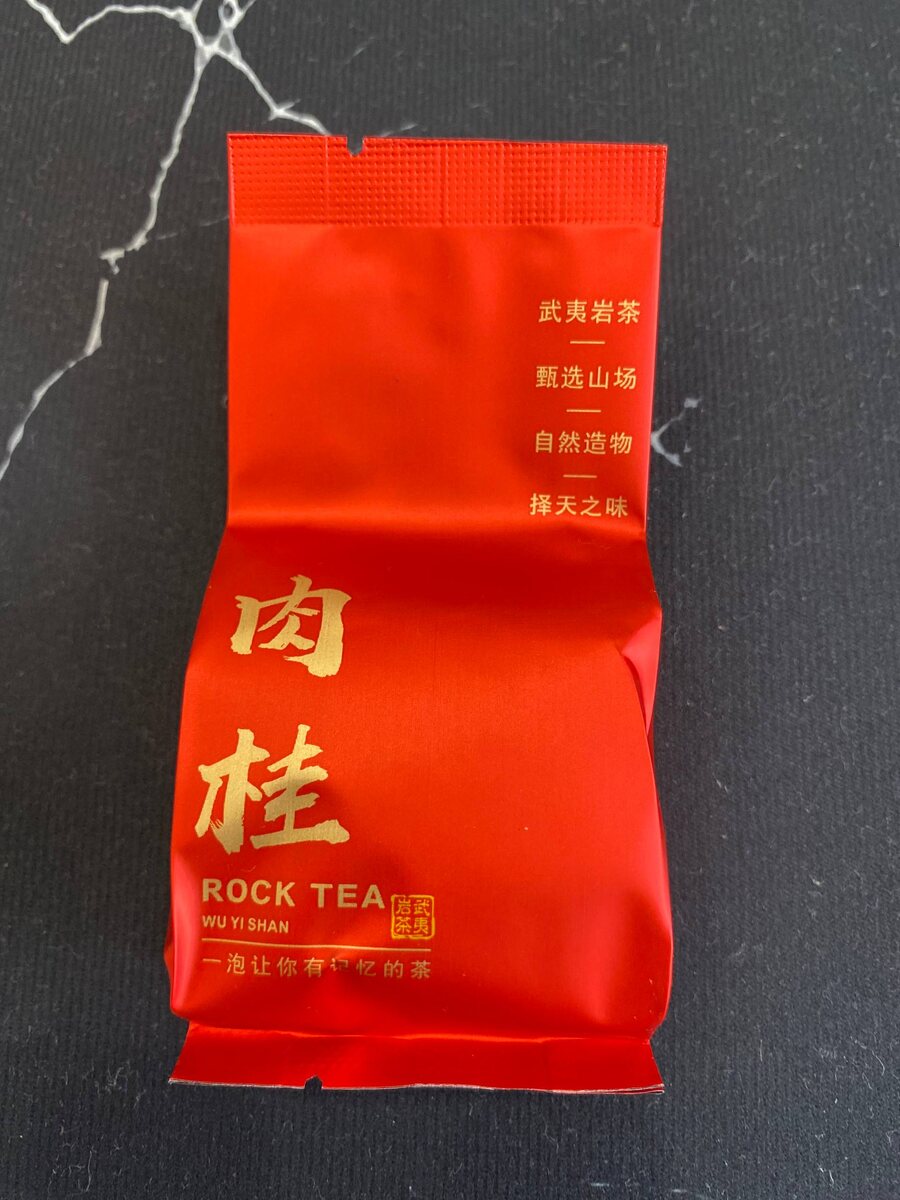 武夷岩茶
甄选山场
自然造物
择天之味
肉
桂
ROCK TEA
WU YI SHAN
武夷
岩茶
一泡让你有记忆的茶